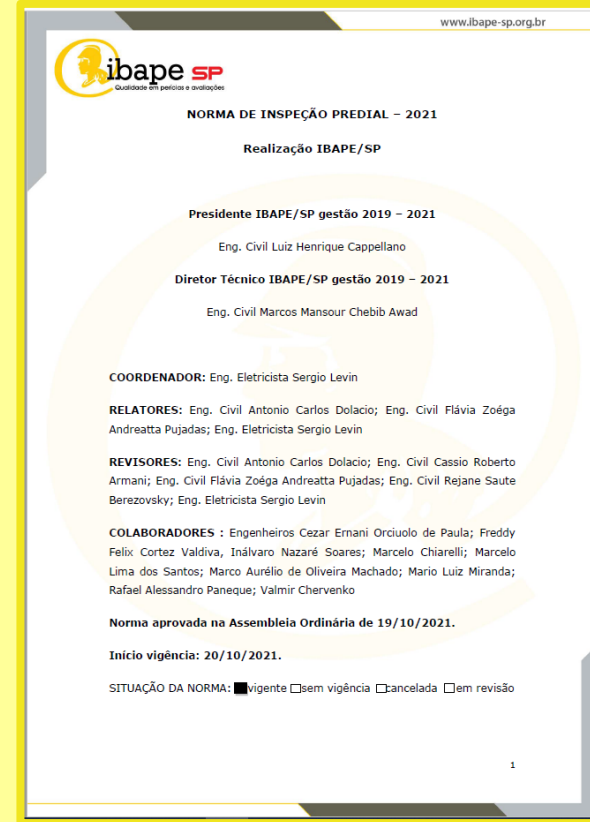 www.ibape-sp.org.br
ibape SP
Qualidade em perícias e avaliações
NORMA DE INSPEÇÃO PREDIAL – 2021
Realização IBAPE/SP
Presidente IBAPE/SP gestão 2019 – 2021
Eng. Civil Luiz Henrique Cappellano
Diretor Técnico IBAPE/SP gestão 2019 – 2021
Eng. Civil Marcos Mansour Chebib Awad
COORDENADOR: Eng. Eletricista Sergio Levin
RELATORES: Eng. Civil Antonio Carlos Dolacio; Eng. Civil Flávia Zoéga
Andreatta Pujadas; Eng. Eletricista Sergio Levin
REVISORES: Eng. Civil Antonio Carlos Dolacio; Eng. Civil Cassio Roberto
Armani; Eng. Civil Flávia Zoéga Andreatta Pujadas; Eng. Civil Rejane Saute
Berezovsky; Eng. Eletricista Sergio Levin
COLABORADORES : Engenheiros Cezar Ernani Orciuolo de Paula; Freddy
Felix Cortez Valdiva, Inálvaro Nazaré Soares; Marcelo Chiarelli; Marcelo
Lima dos Santos; Marco Aurélio de Oliveira Machado; Mario Luiz Miranda;
Rafael Alessandro Paneque; Valmir Chervenko
Norma aprovada na Assembleia Ordinária de 19/10/2021.
Início vigência: 20/10/2021.
SITUAÇÃO DA NORMA: ■vigente □sem vigência □cancelada □em revisão
1